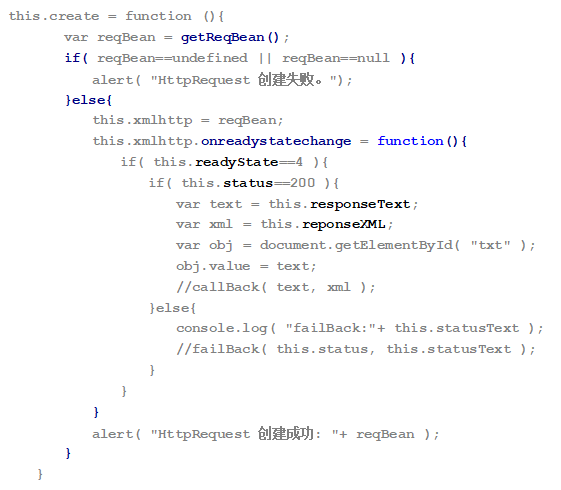 this.create = function (){
var reqBean = getReqBean();
if( reqBean==undefined || reqBean==null ){
alert( "HttpRequest 创建失败。");
}else{
this.xmlhttp = reqBean;
this.xmlhttp.onreadystatechange = function(){
if( this.readyState==4 ){
if( this.status==200 ){
var text = this.responseText;
var xml = this.reponseXML;
var obj = document.getElementById( "txt" );
obj.value = text;
//callBack( text, xml );
}else{
console.log( "failBack:"+ this.statusText );
//failBack( this.status, this.statusText );
}
}
}
alert( "HttpRequest 创建成功: "+ reqBean );
}
}